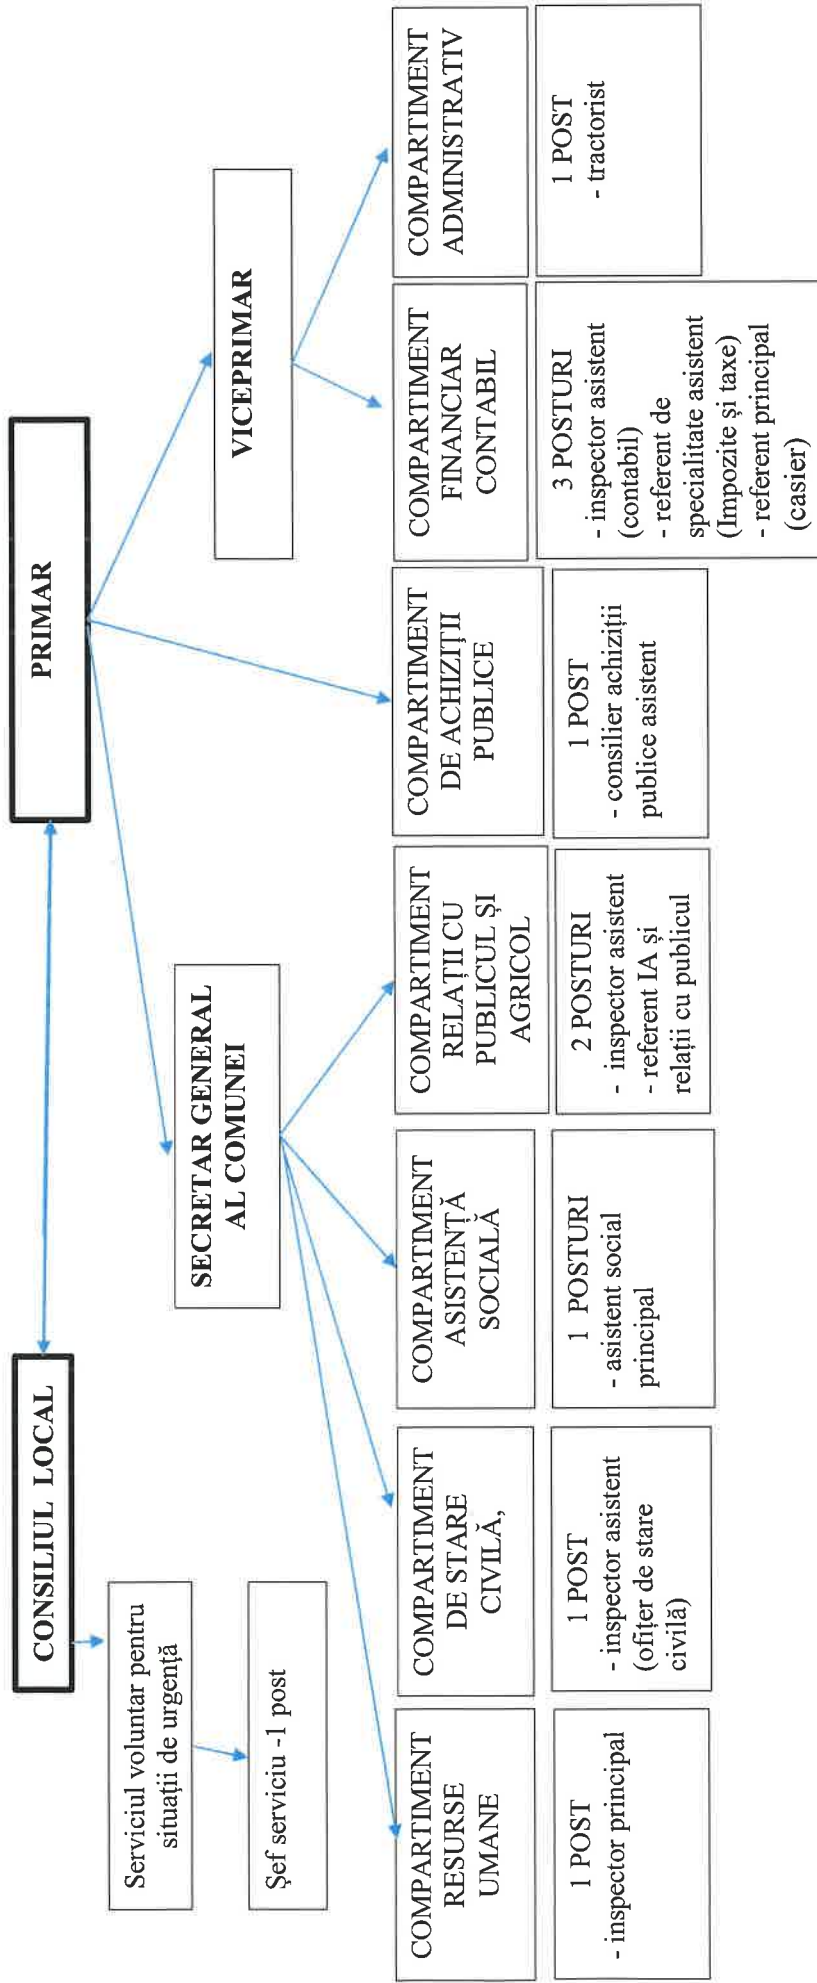 CONSILIUL LOCAL
PRIMAR
Serviciul voluntar pentru
situații de urgență
Șef serviciu -1 post
SECRETAR GENERAL
AL COMUNEI
VICEPRIMAR
COMPARTIMENT
RESURSE
UMANE
1 POST
- inspector principal
COMPARTIMENT
DE STARE
CIVILĂ,
1 POST
- inspector asistent
(ofițer de stare
civilă)
COMPARTIMENT
ASISTENȚĂ
SOCIALĂ
1 POSTURI
- asistent social
principal
COMPARTIMENT
RELAȚII CU
PUBLICUL ȘI
AGRICOL
2 POSTURI
- inspector asistent
- referent IA și
relații cu publicul
COMPARTIMENT
DE ACHIZIȚII
PUBLICE
1 POST
- consilier achiziții
publice asistent
COMPARTIMENT
FINANCIAR
CONTABIL
3 POSTURI
- inspector asistent
(contabil)
- referent de
specialitate asistent
(Impozite și taxe)
- referent principal
(casier)
COMPARTIMENT
ADMINISTRATIV
1 POST
- tractorist